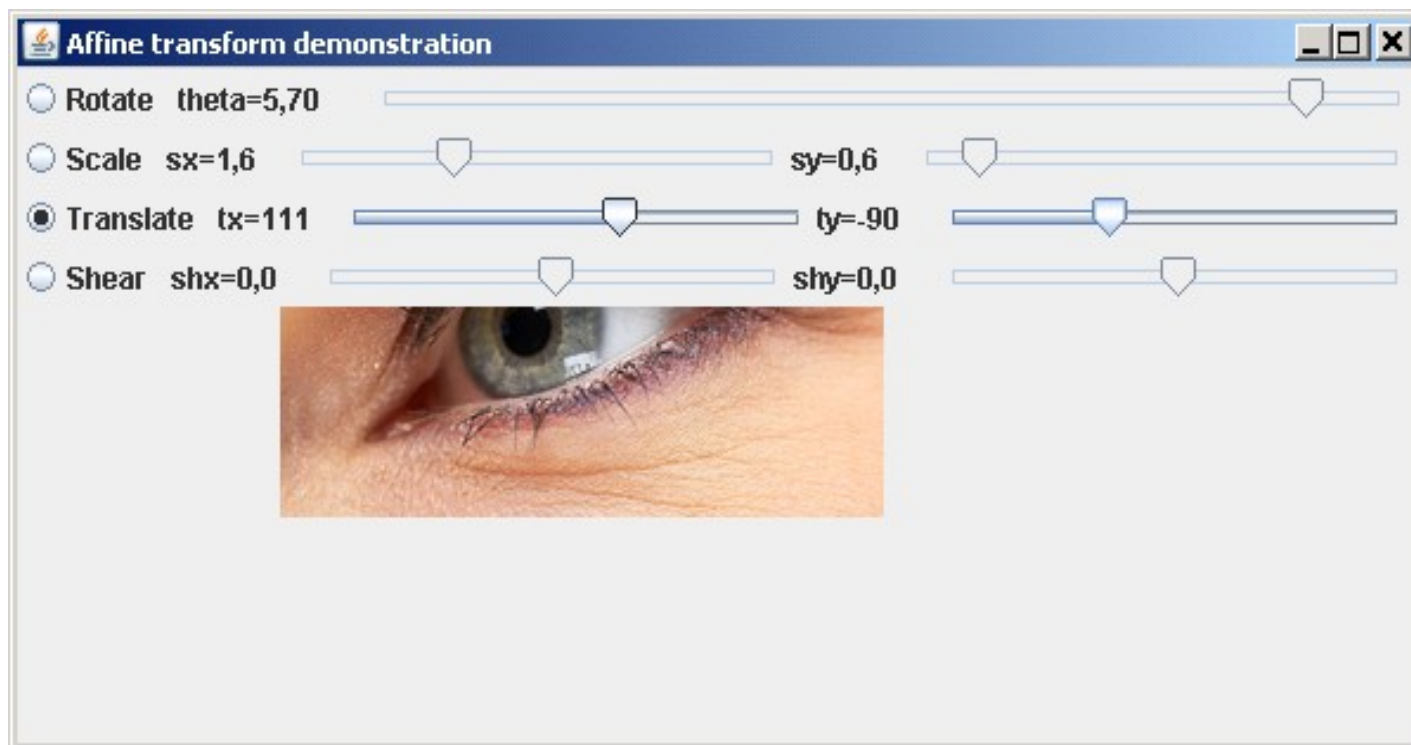 Affine transform demonstration
Rotate theta=5,70
Scale sx=1,6 sy=0,6
Translate tx=111 ty=-90
Shear shx=0,0 shy=0,0